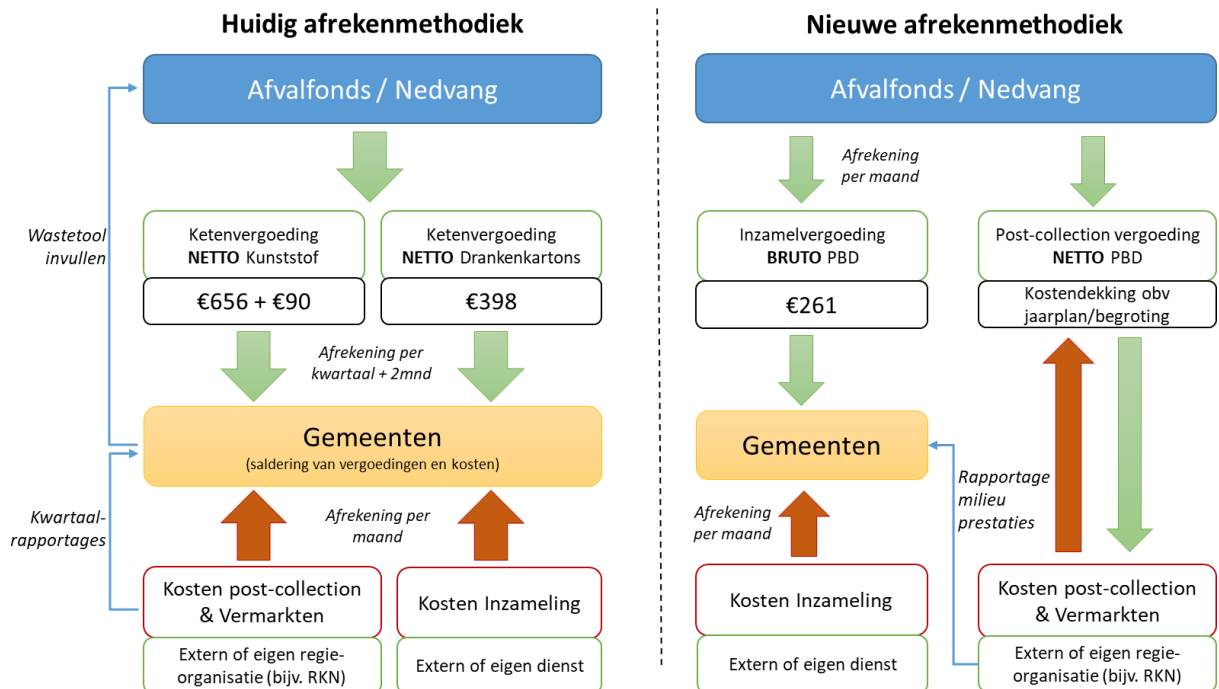 Huidig afrekenmethodiek
Afvalfonds / Nedvang
Wastetool
invullen
Ketenvergoeding
NETTO Kunststof
€656 + €90
Ketenvergoeding
NETTO Drankenkartons
€398
Afrekening per
kwartaal + 2mnd
Gemeenten
(saldering van vergoedingen en kosten)
Kwartaal-
rapportages
Afrekening per
maand
Kosten post-collection
& Vermarkten
Extern of eigen regie-
organisatie (bijv. RKN)
Kosten Inzameling
Extern of eigen dienst
Nieuwe afrekenmethodiek
Afvalfonds / Nedvang
Afrekening
per maand
Inzamelvergoeding
BRUTO PBD
€261
Post-collection vergoeding
NETTO PBD
Kostendekking obv
jaarplan/begroting
Gemeenten
Rapportage
milieu
prestaties
Afrekening
per maand
Kosten Inzameling
Extern of eigen dienst
Kosten post-collection
& Vermarkten
Extern of eigen regie-
organisatie (bijv. RKN)